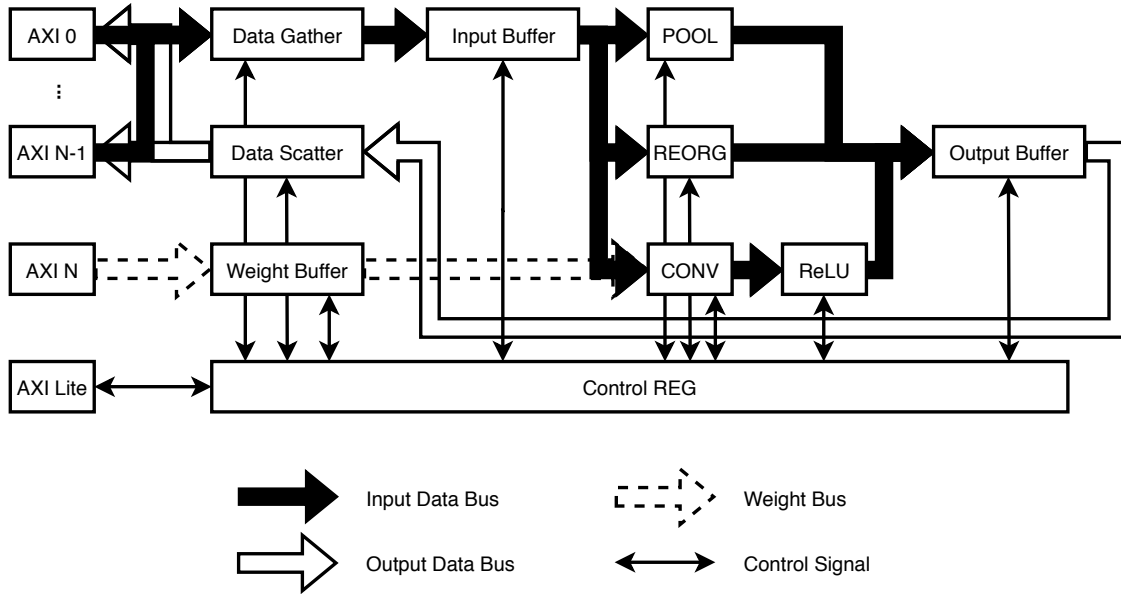 AXI 0
Data Gather
Input Buffer
POOL
...
AXI N-1
Data Scatter
REORG
Output Buffer
AXI N
Weight Buffer
CONV
ReLU
AXI Lite
Control REG
Input Data Bus
Weight Bus
Output Data Bus
Control Signal